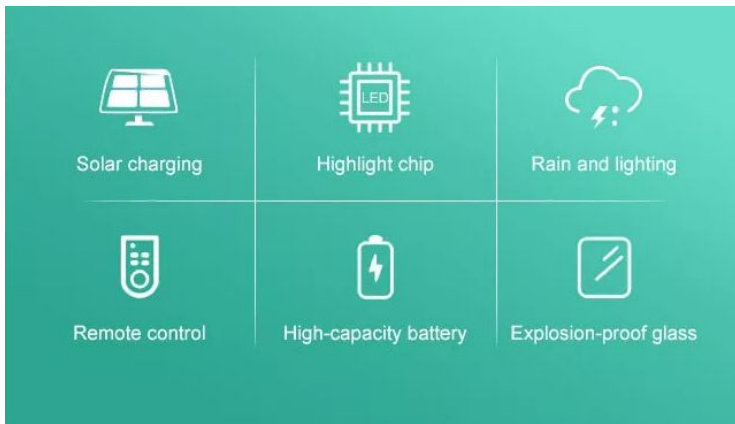 LED
Solar charging
Highlight chip
Rain and lighting
Remote control
High-capacity battery
Explosion-proof glass